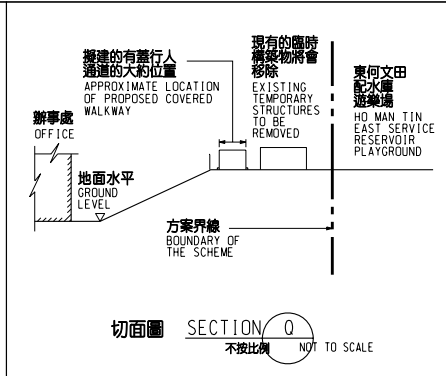 擬建的有蓋行人
通道的大約位置
APPROXIMATE LOCATION
OF PROPOSED COVERED
WALKWAY
現有的臨時
構築物將會
移除
EXISTING
TEMPORARY
STRUCTURES
TO BE
REMOVED
東何文田
配水庫
遊樂場
HO MAN TIN
EAST SERVICE
RESERVOIR
PLAYGROUND
辦事處
OFFICE
地面水平
GROUND
LEVEL
方案界線
BOUNDARY OF
THE SCHEME
切面圖 SECTION Q
不按比例 NOT TO SCALE